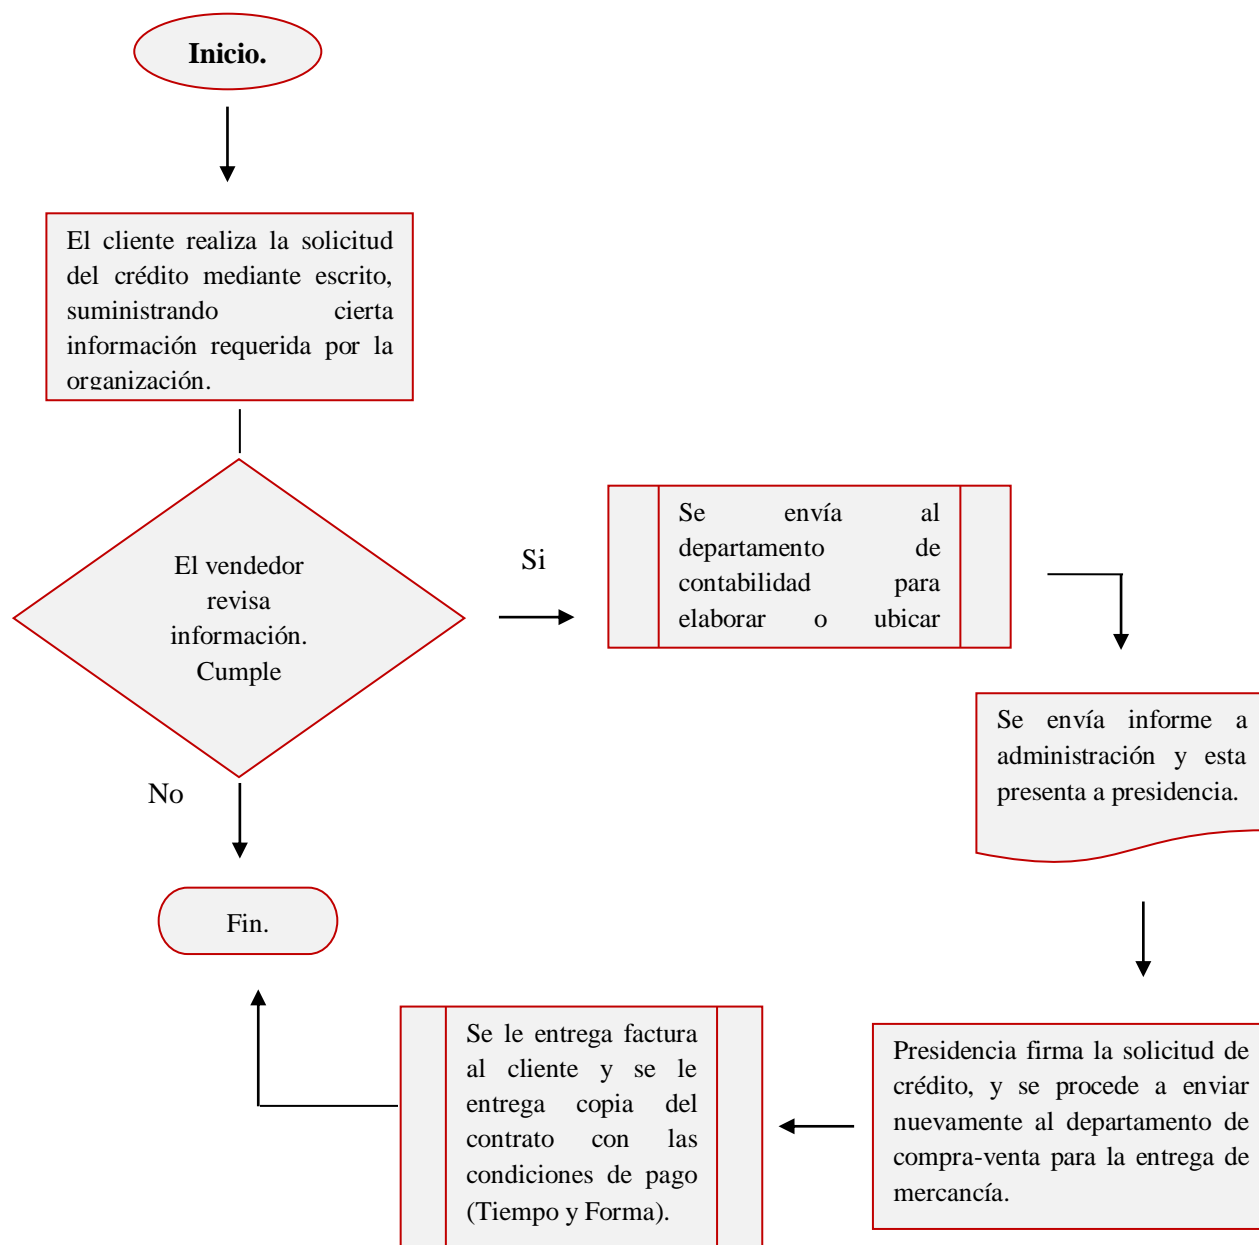 Inicio.
El cliente realiza la solicitud
del crédito mediante escrito,
suministrando cierta
información requerida por la
organización.
El vendedor
revisa
información.
Cumple
Si
Se envía al
departamento de
contabilidad para
elaborar o ubicar
Se envía informe a
administración y esta
presenta a presidencia.
No
Fin.
Se le entrega factura
al cliente y se le
entrega copia del
contrato con las
condiciones de pago
(Tiempo y Forma).
Presidencia firma la solicitud de
crédito, y se procede a enviar
nuevamente al departamento de
compra-venta para la entrega de
mercancía.